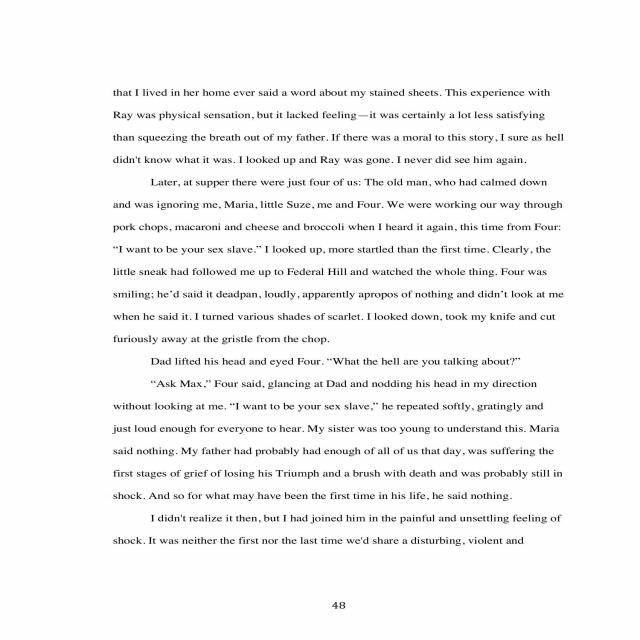 that I lived in her home ever said a word about my stained sheets. This experience with
Ray was physical sensation, but it lacked feeling—it was certainly a lot less satisfying
than squeezing the breath out of my father. If there was a moral to this story, I sure as hell
didn't know what it was. I looked up and Ray was gone. I never did see him again.
Later, at supper there were just four of us: The old man, who had calmed down
and was ignoring me, Maria, little Suze, me and Four. We were working our way through
pork chops, macaroni and cheese and broccoli when I heard it again, this time from Four:
“I want to be your sex slave.” I looked up, more startled than the first time. Clearly, the
little sneak had followed me up to Federal Hill and watched the whole thing. Four was
smiling; he’d said it deadpan, loudly, apparently apropos of nothing and didn’t look at me
when he said it. I turned various shades of scarlet. I looked down, took my knife and cut
furiously away at the gristle from the chop.
Dad lifted his head and eyed Four. “What the hell are you talking about?”
“Ask Max,” Four said, glancing at Dad and nodding his head in my direction
without looking at me. “I want to be your sex slave,” he repeated softly, gratingly and
just loud enough for everyone to hear. My sister was too young to understand this. Maria
said nothing. My father had probably had enough of all of us that day, was suffering the
first stages of grief of losing his Triumph and a brush with death and was probably still in
shock. And so for what may have been the first time in his life, he said nothing.
I didn't realize it then, but I had joined him in the painful and unsettling feeling of
shock. It was neither the first nor the last time we'd share a disturbing, violent and
48